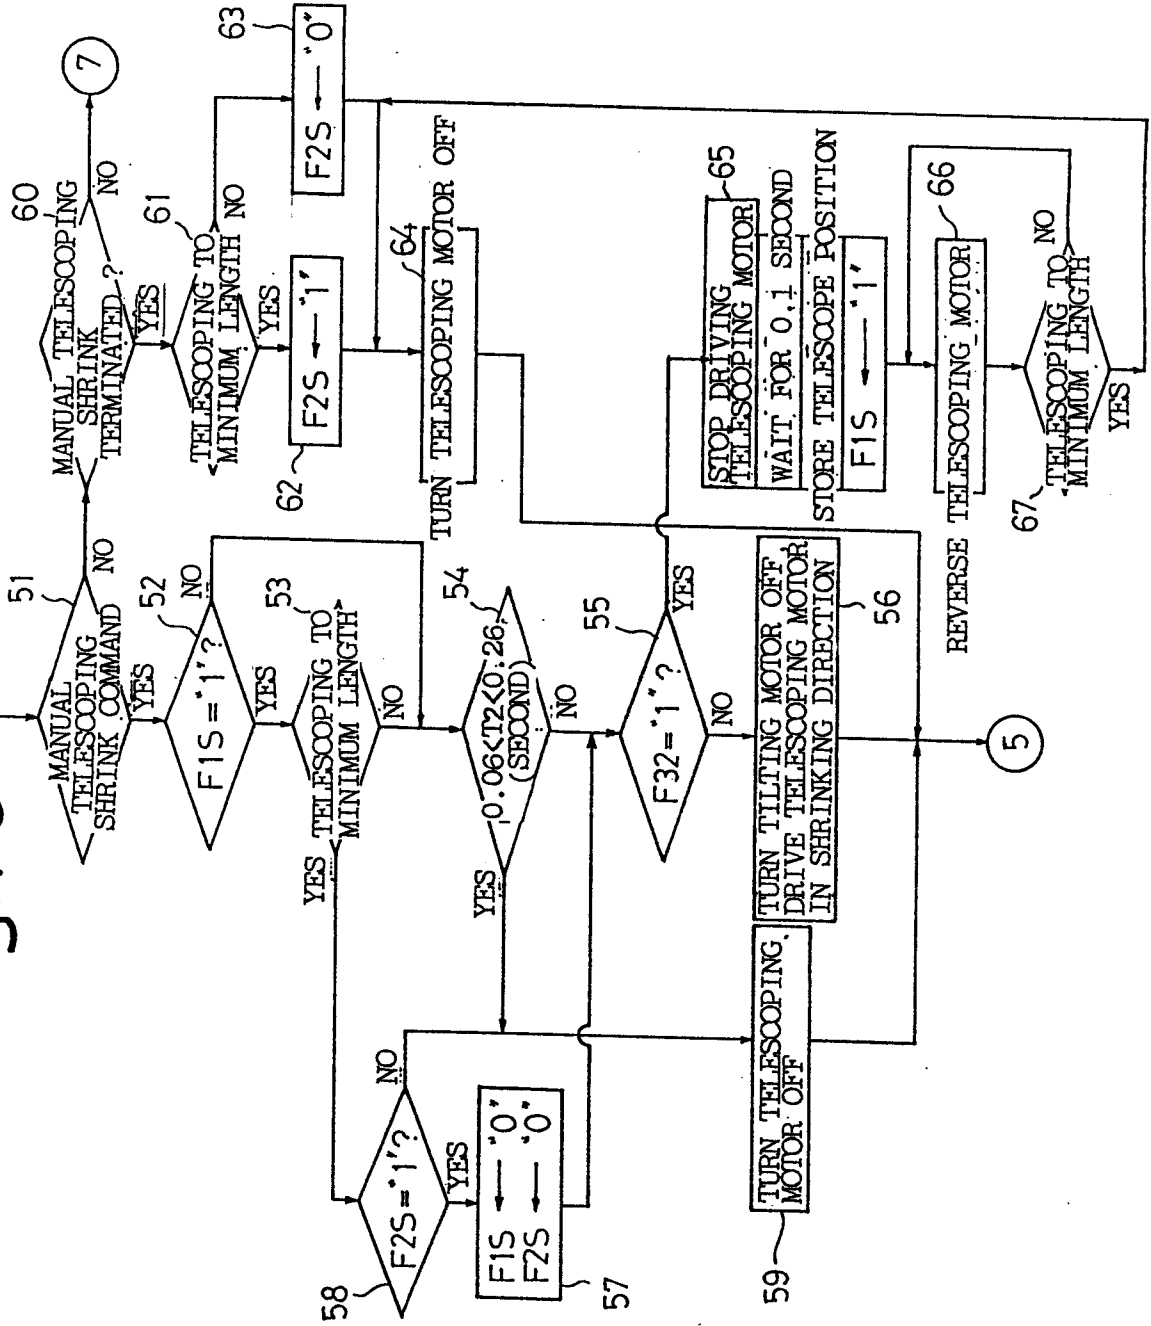 51
MANUAL
TELESCOPING
SHRINK COMMAND
NO
YES
52
F1S="1"?
NO
YES
53
TELESCOPING TO
MINIMUM LENGTH
YES
NO
54
0.06<T2<0.26
(SECOND)
YES
NO
55
F32="1"?
YES
NO
TURN TILTING MOTOR OFF,
DRIVE TELESCOPING MOTOR
IN SHRINKING DIRECTION
56
58
F2S="1"?
NO
YES
F1S ← "0"
F2S ← "0"
57
TURN TELESCOPING
MOTOR OFF
59
5
60
MANUAL TELESCOPING
SHRINK
TERMINATED ?
NO
YES
7
61
TELESCOPING TO
MINIMUM LENGTH
NO
YES
62
F2S ← "1"
63
F2S ← "0"
64
TURN TELESCOPING MOTOR OFF
65
STOP DRIVING
TELESCOPING MOTOR
WAIT FOR 0,1 SECOND
STORE TELESCOPE POSITION
F1S ← "1"
66
REVERSE TELESCOPING MOTOR
67
TELESCOPING TO
MINIMUM LENGTH
NO
YES